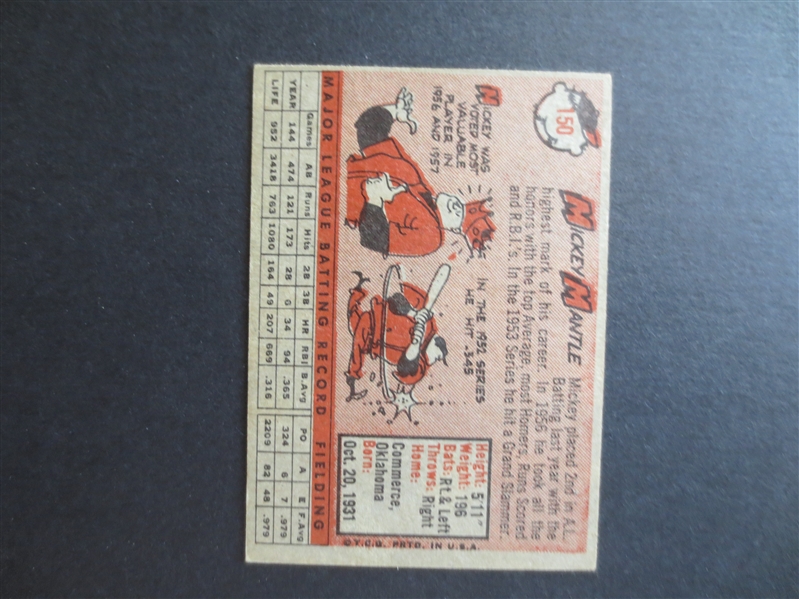 150
MICKEY MANTLE
Mickey placed 2nd in A.L.
Batting last year with the
highest mark of his career. in 1956 he took all the
honors with the top Average, most Homers, Runs Scored
and R.B.I.'s. In the 1953 Series he hit a Grand Slammer.
MICKEY WAS
VOTED MOST
VALUABLE
PLAYER IN
1956 AND 1957
IN THE 1952 SERIES
HE HIT .345
Height: 5'11"
Weight: 196
Bats: Rt. & Left
Throws: Right
Home:
Commerce,
Oklahoma
Born:
Oct. 20, 1931
©T.C.G. PRTD. IN U.S.A.
MAJOR LEAGUE BATTING RECORD FIELDING
Games AB Runs Hits 2B 3B HR RBI B.Avg PO A E F.Avg
YEAR 144 474 121 173 28 6 34 94 .365 324 6 7 .979
LIFE 952 3418 763 1080 164 49 207 669 .316 2209 82 48 .979